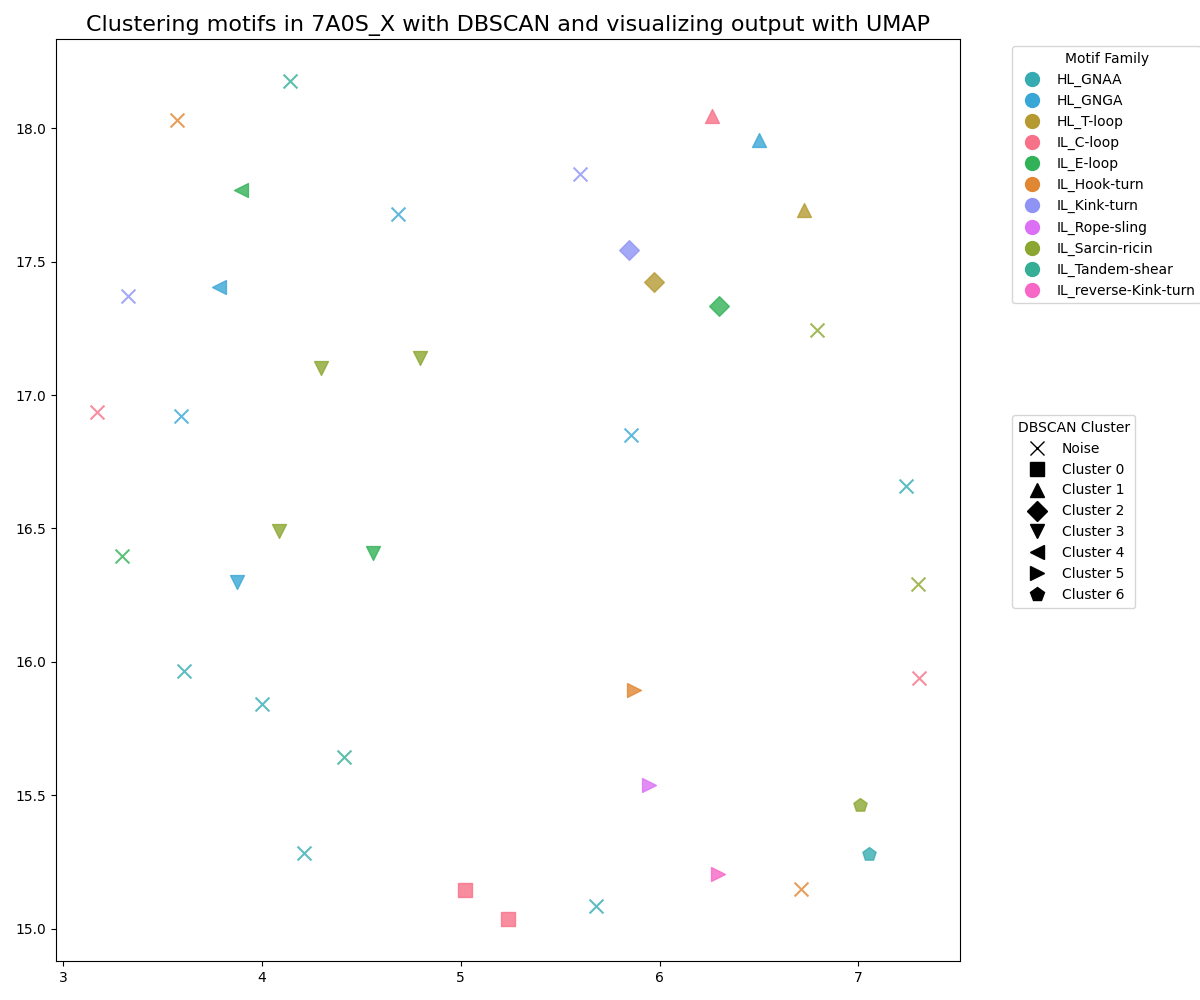 Clustering motifs in 7A0S_X with DBSCAN and visualizing output with UMAP
18.0
17.5
17.0
16.5
16.0
15.5
15.0
3
4
5
6
7
Motif Family
HL_GNAA
HL_GNGA
HL_T-loop
IL_C-loop
IL_E-loop
IL_Hook-turn
IL_Kink-turn
IL_Rope-sling
IL_Sarcin-ricin
IL_Tandem-shear
IL_reverse-Kink-turn
DBSCAN Cluster
Noise
Cluster 0
Cluster 1
Cluster 2
Cluster 3
Cluster 4
Cluster 5
Cluster 6